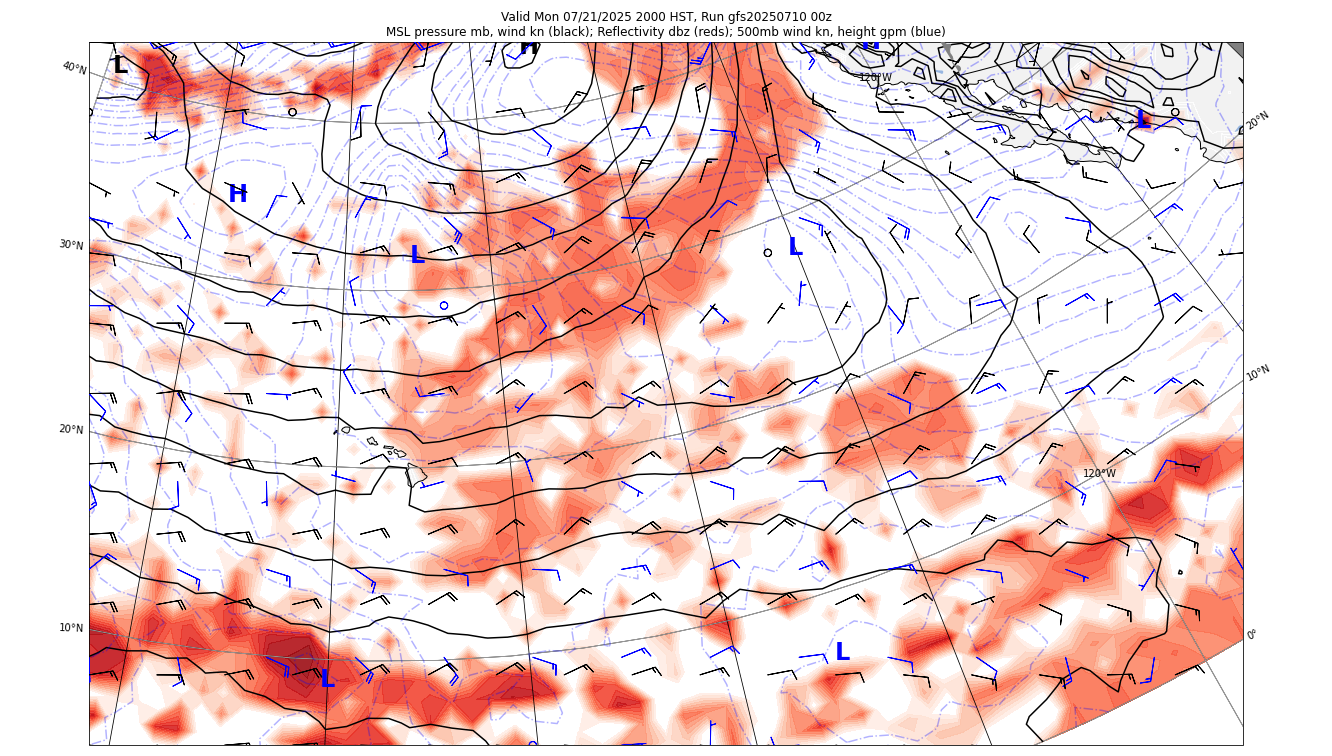 Valid Mon 07/21/2025 2000 HST, Run gfs20250710 00z
MSL pressure mb, wind kn (black); Reflectivity dbz (reds); 500mb wind kn, height gpm (blue)
H
H
L
40°N
120°W
L
20°N
H
30°N
L
L
10°N
20°N
120°W
10°N
0°
L
L